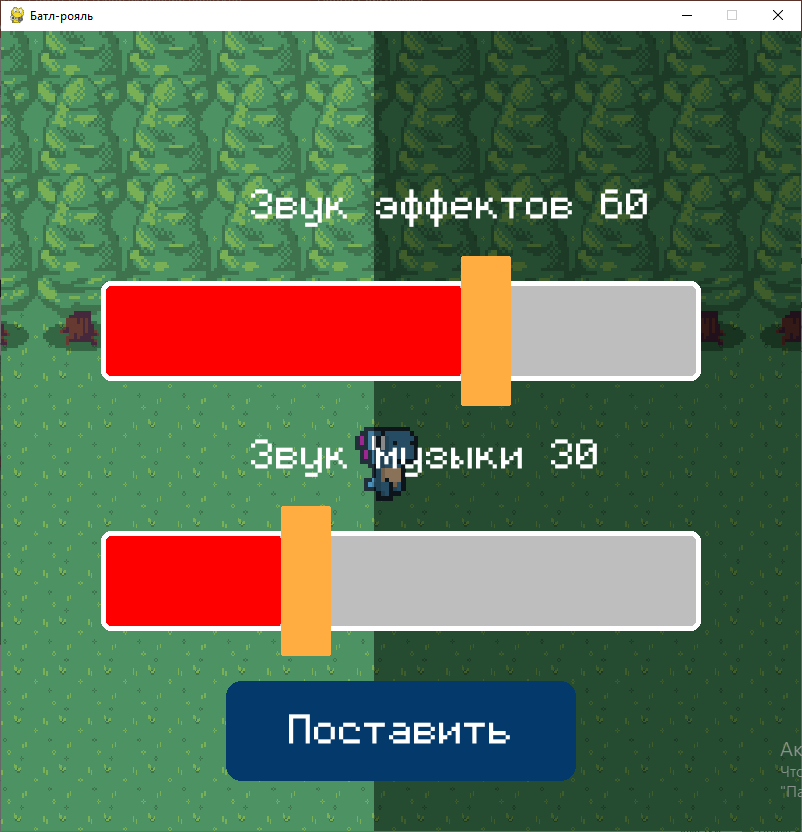 Батл-рояль
Звук эффектов 60
Звук музыки 30
Поставить